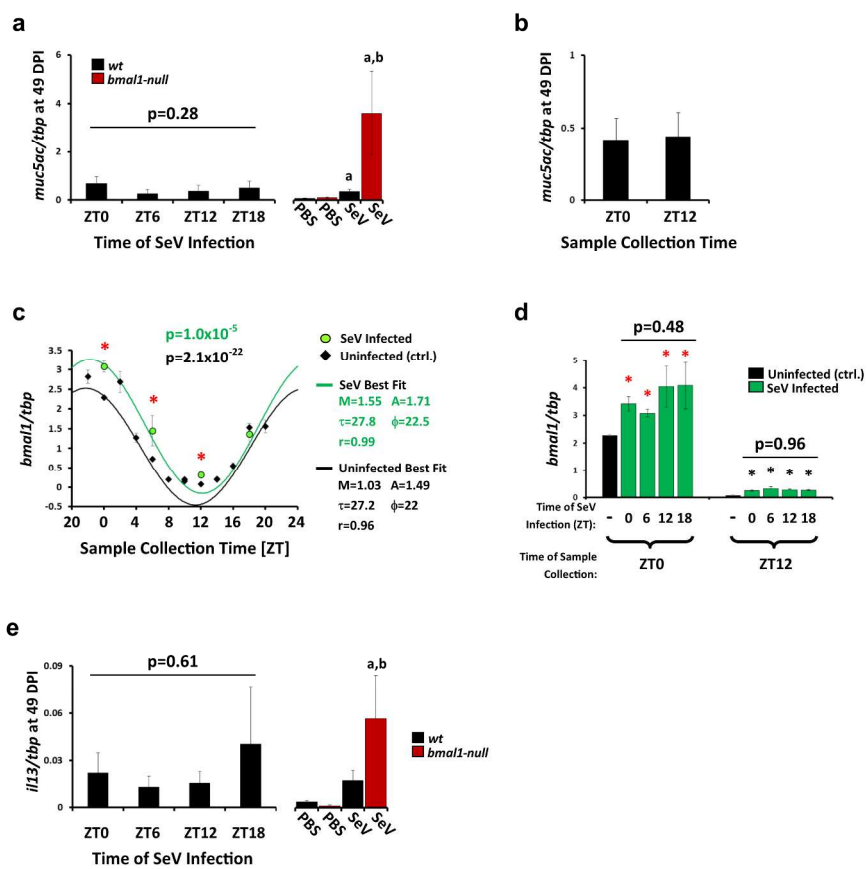 a
muc5ac/tbp at 49 DPI
6
4
2
0
wt
bmal1-null
p=0.28
a
a,b
ZT0 ZT6 ZT12 ZT18
PBS PBS SeV SeV
Time of SeV Infection
b
muc5ac/tbp at 49 DPI
1
0.5
0
ZT0 ZT12
Sample Collection Time
c
bmal1/tbp
3.5
3.0
2.5
2.0
1.5
1.0
0.5
0
-0.5
p=1.0x10-5
p=2.1x10-22
* * *
20 0 4 8 12 16 20 24
Sample Collection Time [ZT]
SeV Infected
Uninfected (ctrl.)
SeV Best Fit
M=1.55 A=1.71
τ=27.8 ϕ=22.5
r=0.99
Uninfected Best Fit
M=1.03 A=1.49
τ=27.2 ϕ=22
r=0.96
d
bmal1/tbp
5
4
3
2
1
0
p=0.48
* * * *
Uninfected (ctrl.)
SeV Infected
p=0.96
* * * *
Time of SeV
Infection (ZT):
- 0 6 12 18 - 0 6 12 18
Time of Sample
Collection:
ZT0 ZT12
e
il13/tbp at 49 DPI
0.09
0.06
0.03
0
p=0.61
a,b
wt
bmal1-null
ZT0 ZT6 ZT12 ZT18
PBS PBS SeV SeV
Time of SeV Infection